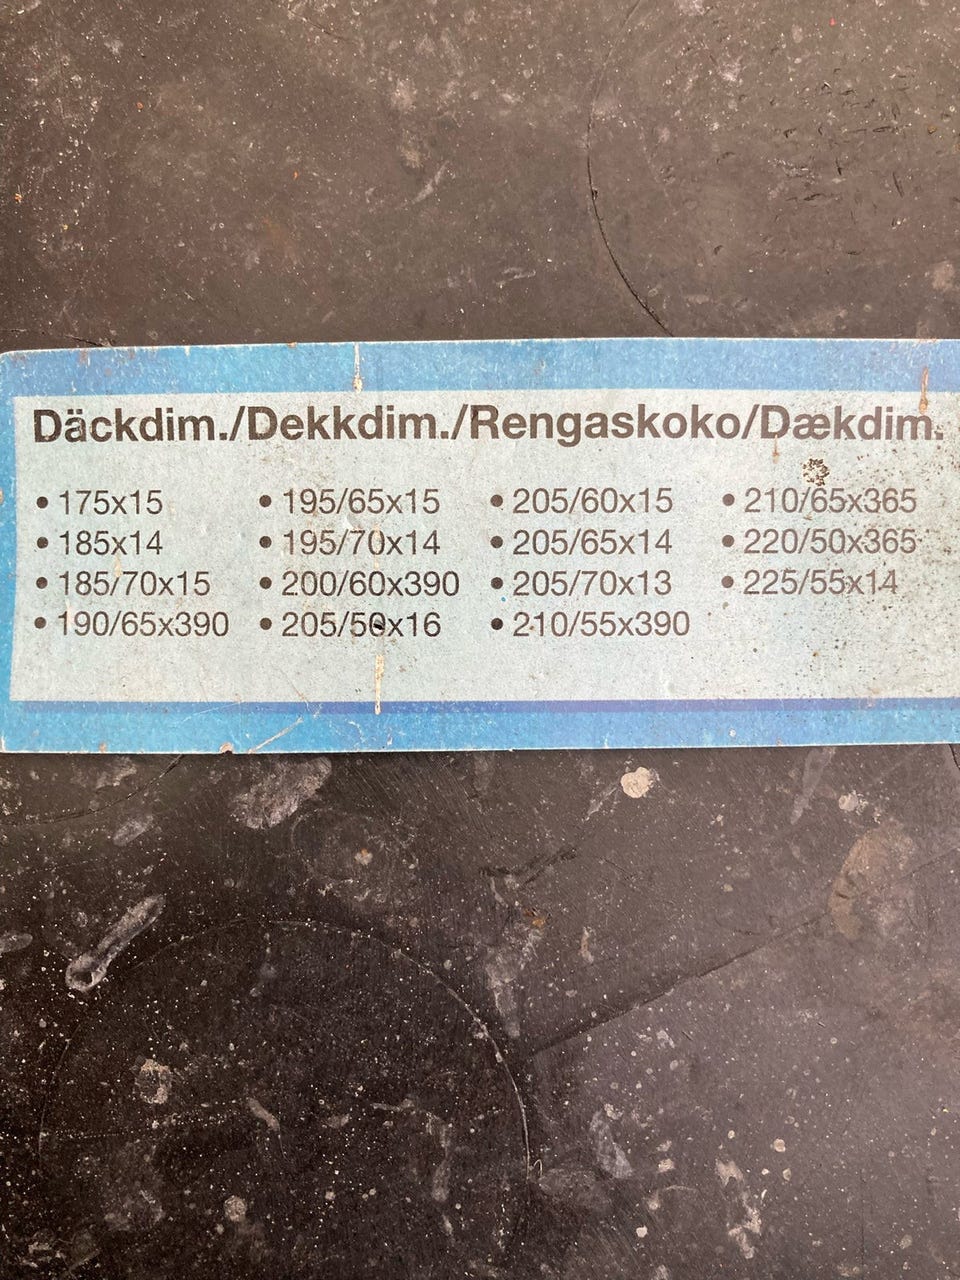 Däckdim./Dekkdim./Rengaskoko/Dækdim.
• 175x15 • 195/65x15 • 205/60x15 • 210/65x365
• 185x14 • 195/70x14 • 205/65x14 • 220/50x365
• 185/70x15 • 200/60x390 • 205/70x13 • 225/55x14
• 190/65x390 • 205/50x16 • 210/55x390